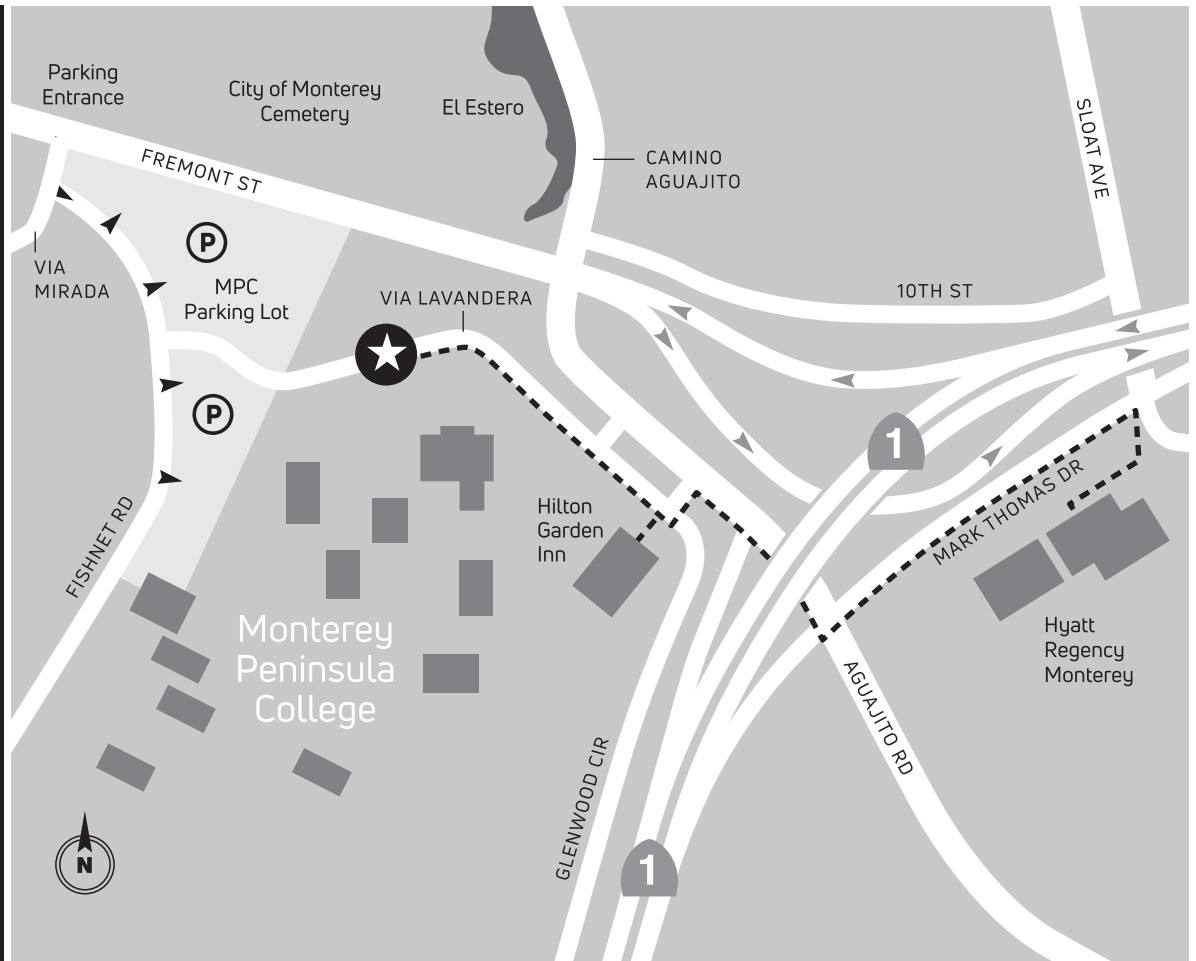 Parking
Entrance
City of Monterey
Cemetery
El Estero
CAMINO
AGUAJITO
SLOAT AVE
FREMONT ST
P
VIA
MIRADA
MPC
Parking Lot
VIA LAVANDERA
10TH ST
P
1
Hilton
Garden
Inn
MARK THOMAS DR
FISHNET RD
Monterey
Peninsula
College
Hyatt
Regency
Monterey
AGUAJITO RD
GLENWOOD CIR
N
1